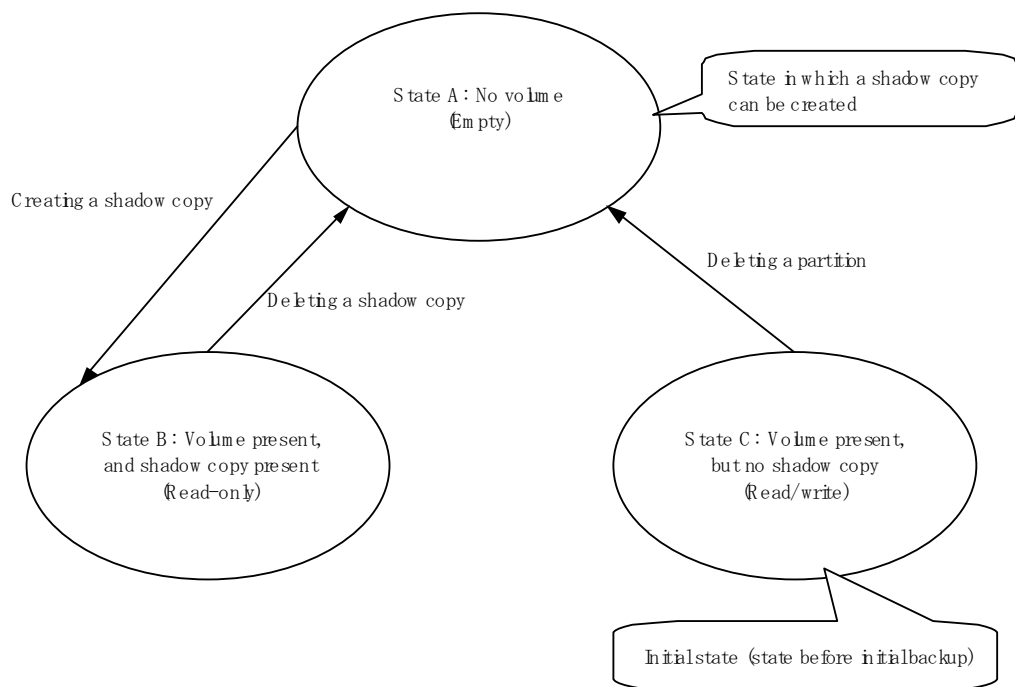 State A: No volume
(Empty)
State in which a shadow copy
can be created
Creating a shadow copy
Deleting a partition
Deleting a shadow copy
State B: Volume present,
and shadow copy present
(Read-only)
State C: Volume present,
but no shadow copy
(Read/write)
Initial state (state before initial backup)